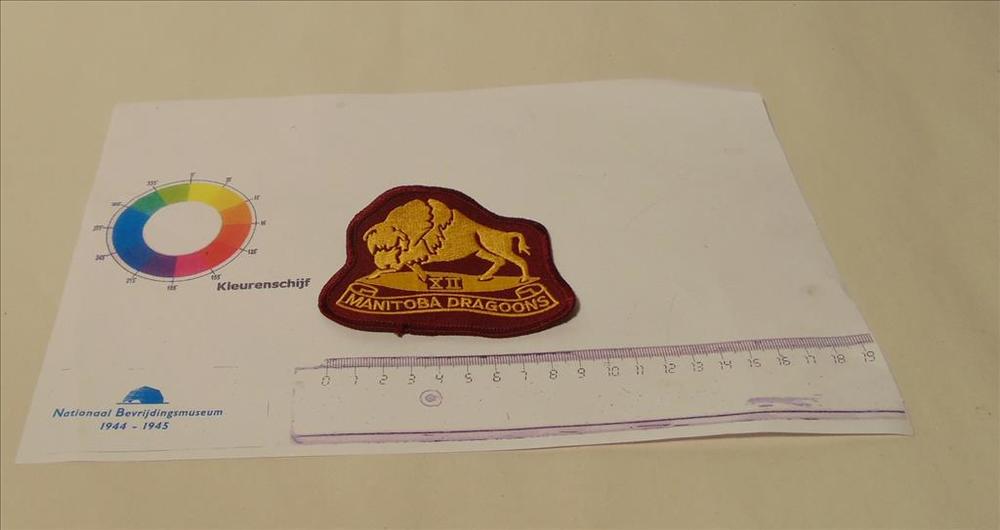 Kleurenschijf
XII
MANITOBA DRAGOONS
0 1 2 3 4 5 6 7 8 9 10 11 12 13 14 15 16 17 18 19
Nationaal Bevrijdingsmuseum
1944 - 1945